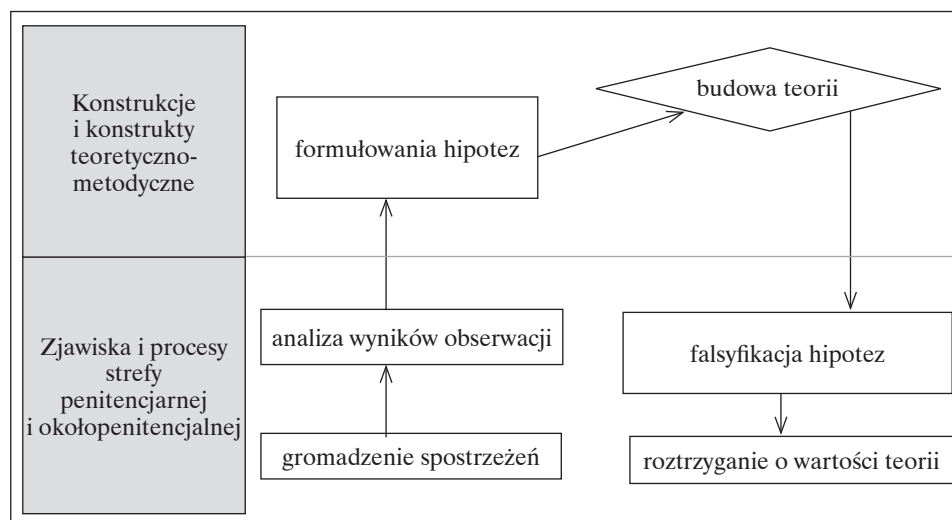 Konstrukcje
i konstrukty
teoretyczno-
metodyczne
formułowania hipotez
budowa teorii
Zjawiska i procesy
strefy
penitencjarnej
i okołopenitencjalnej
analiza wyników obserwacji
gromadzenie spostrzeżeń
falsyfikacja hipotez
roztrzyganie o wartości teorii